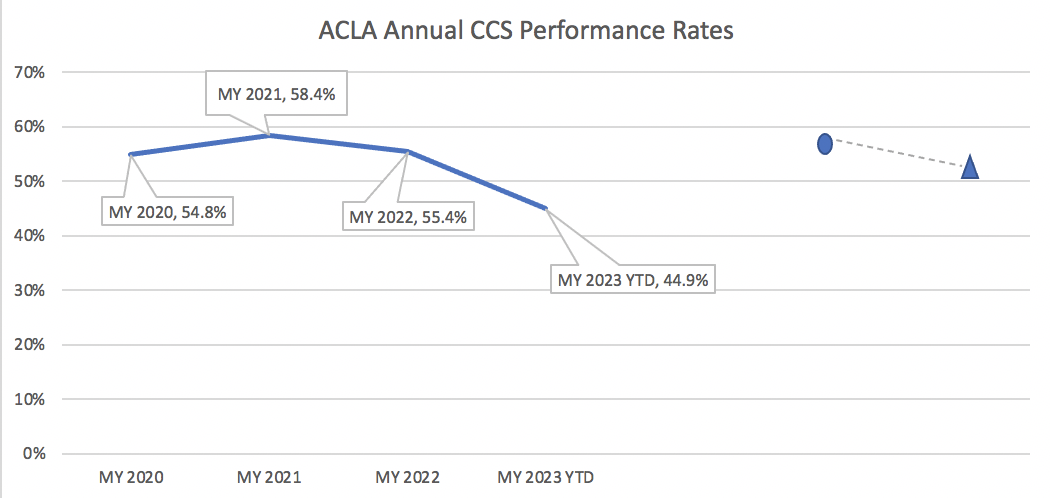 ACLA Annual CCS Performance Rates
70%
60%
50%
40%
30%
20%
10%
0%
MY 2020, 54.8%
MY 2021, 58.4%
MY 2022, 55.4%
MY 2023 YTD, 44.9%
MY 2020
MY 2021
MY 2022
MY 2023 YTD